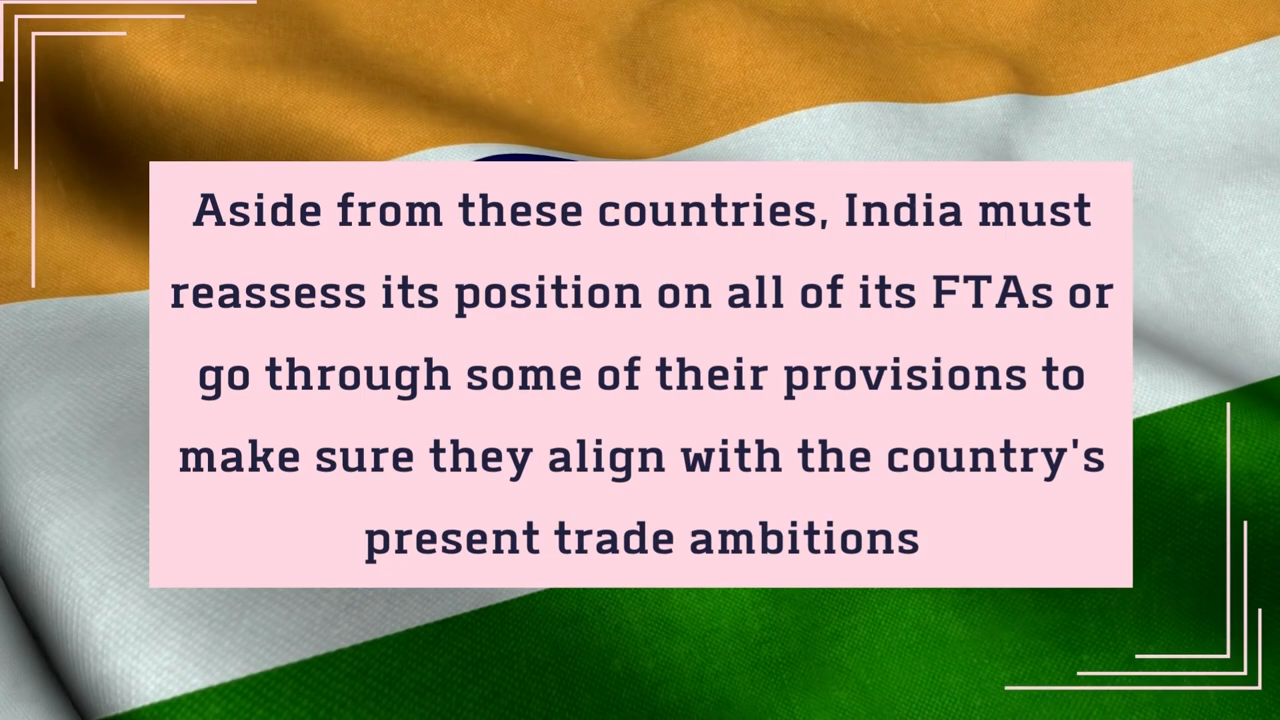 Aside from these countries, India must
reassess its position on all of its FTAs or
go through some of their provisions to
make sure they align with the country's
present trade ambitions